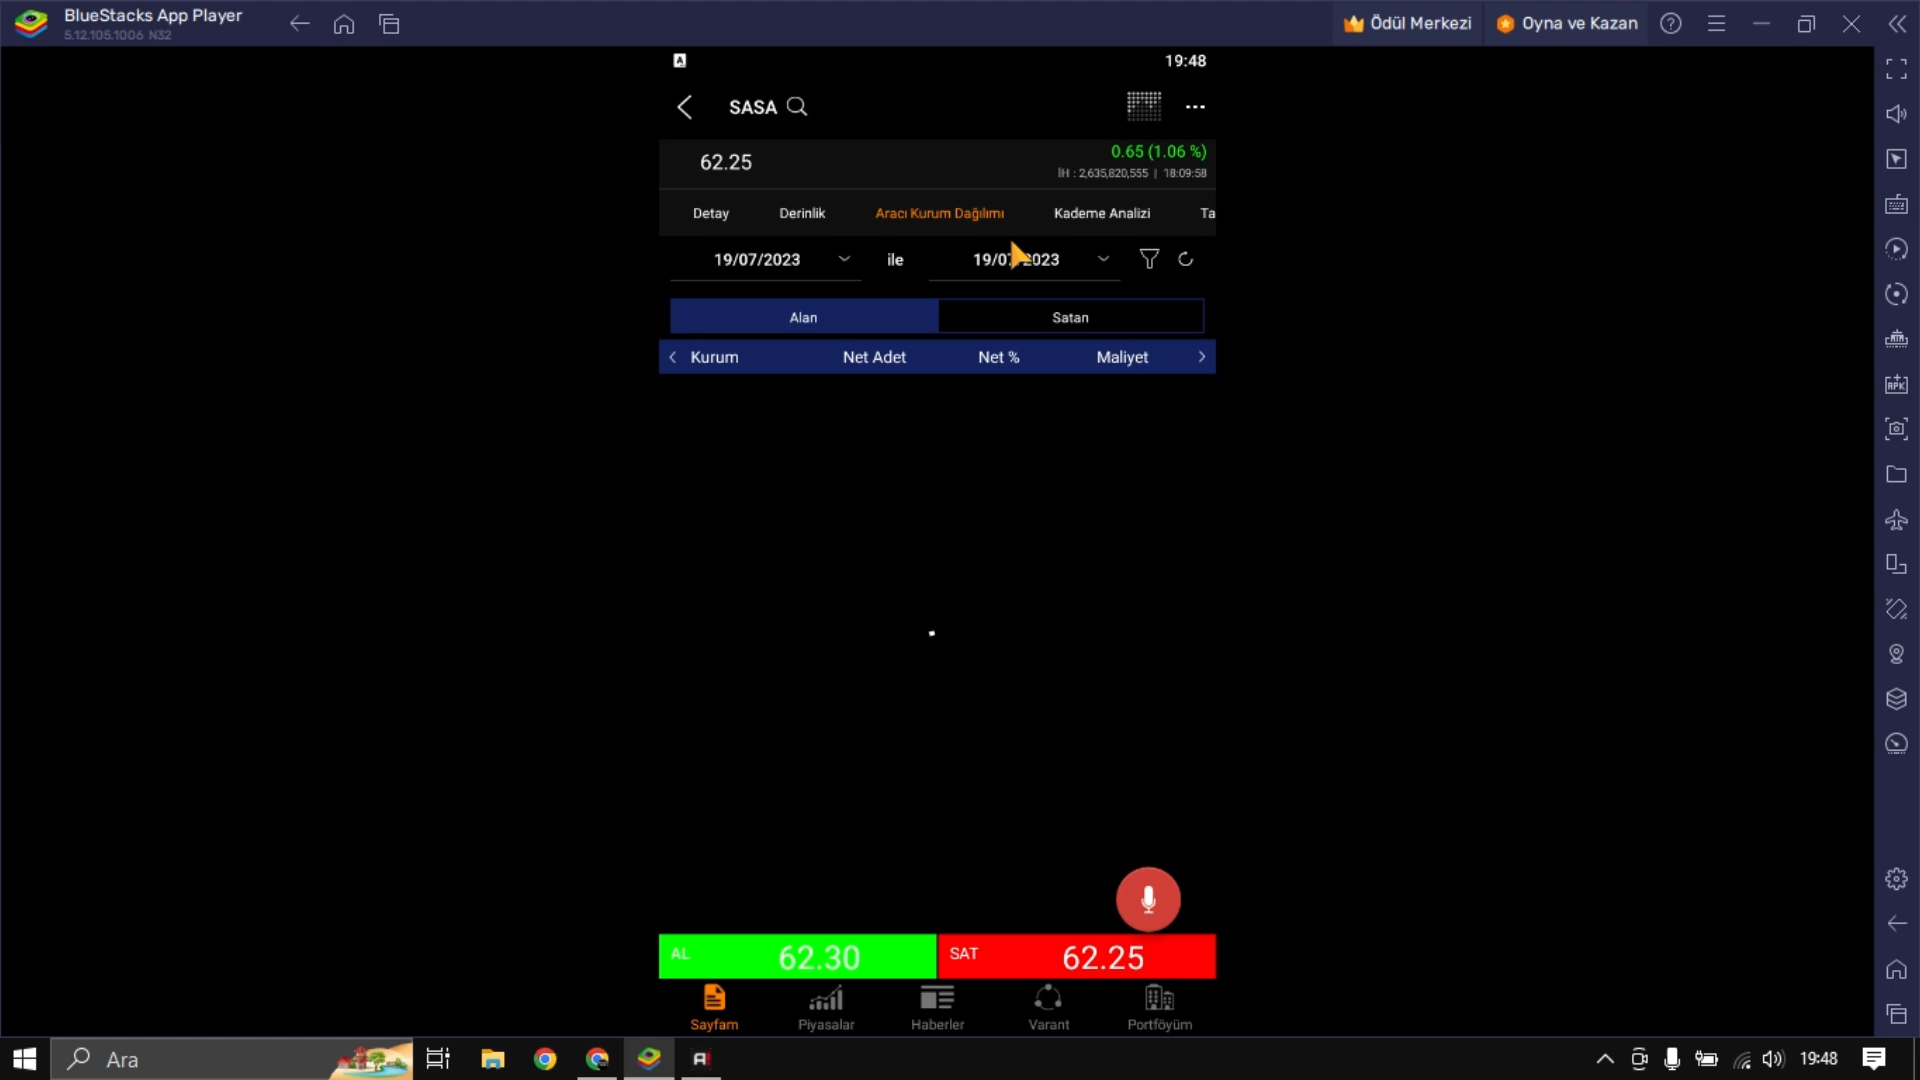 BlueStacks App Player
5.12.105.1006 N32
Ödül Merkezi
Oyna ve Kazan
19:48
SASA
62.25
0.65 (1.06 %)
İH : 2,635,820,555 | 18:09:58
Detay
Derinlik
Aracı Kurum Dağılımı
Kademe Analizi
Ta
19/07/2023
ile
Alan
Satan
Kurum
Net Adet
Net %
Maliyet
AL
62.30
SAT
62.25
Sayfam
Piyasalar
Haberler
Varant
Portföyüm
Ara
19:48